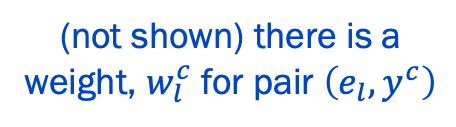 (not shown) there is a
weight, $w_l^c$ for pair $(e_l, y^c)$